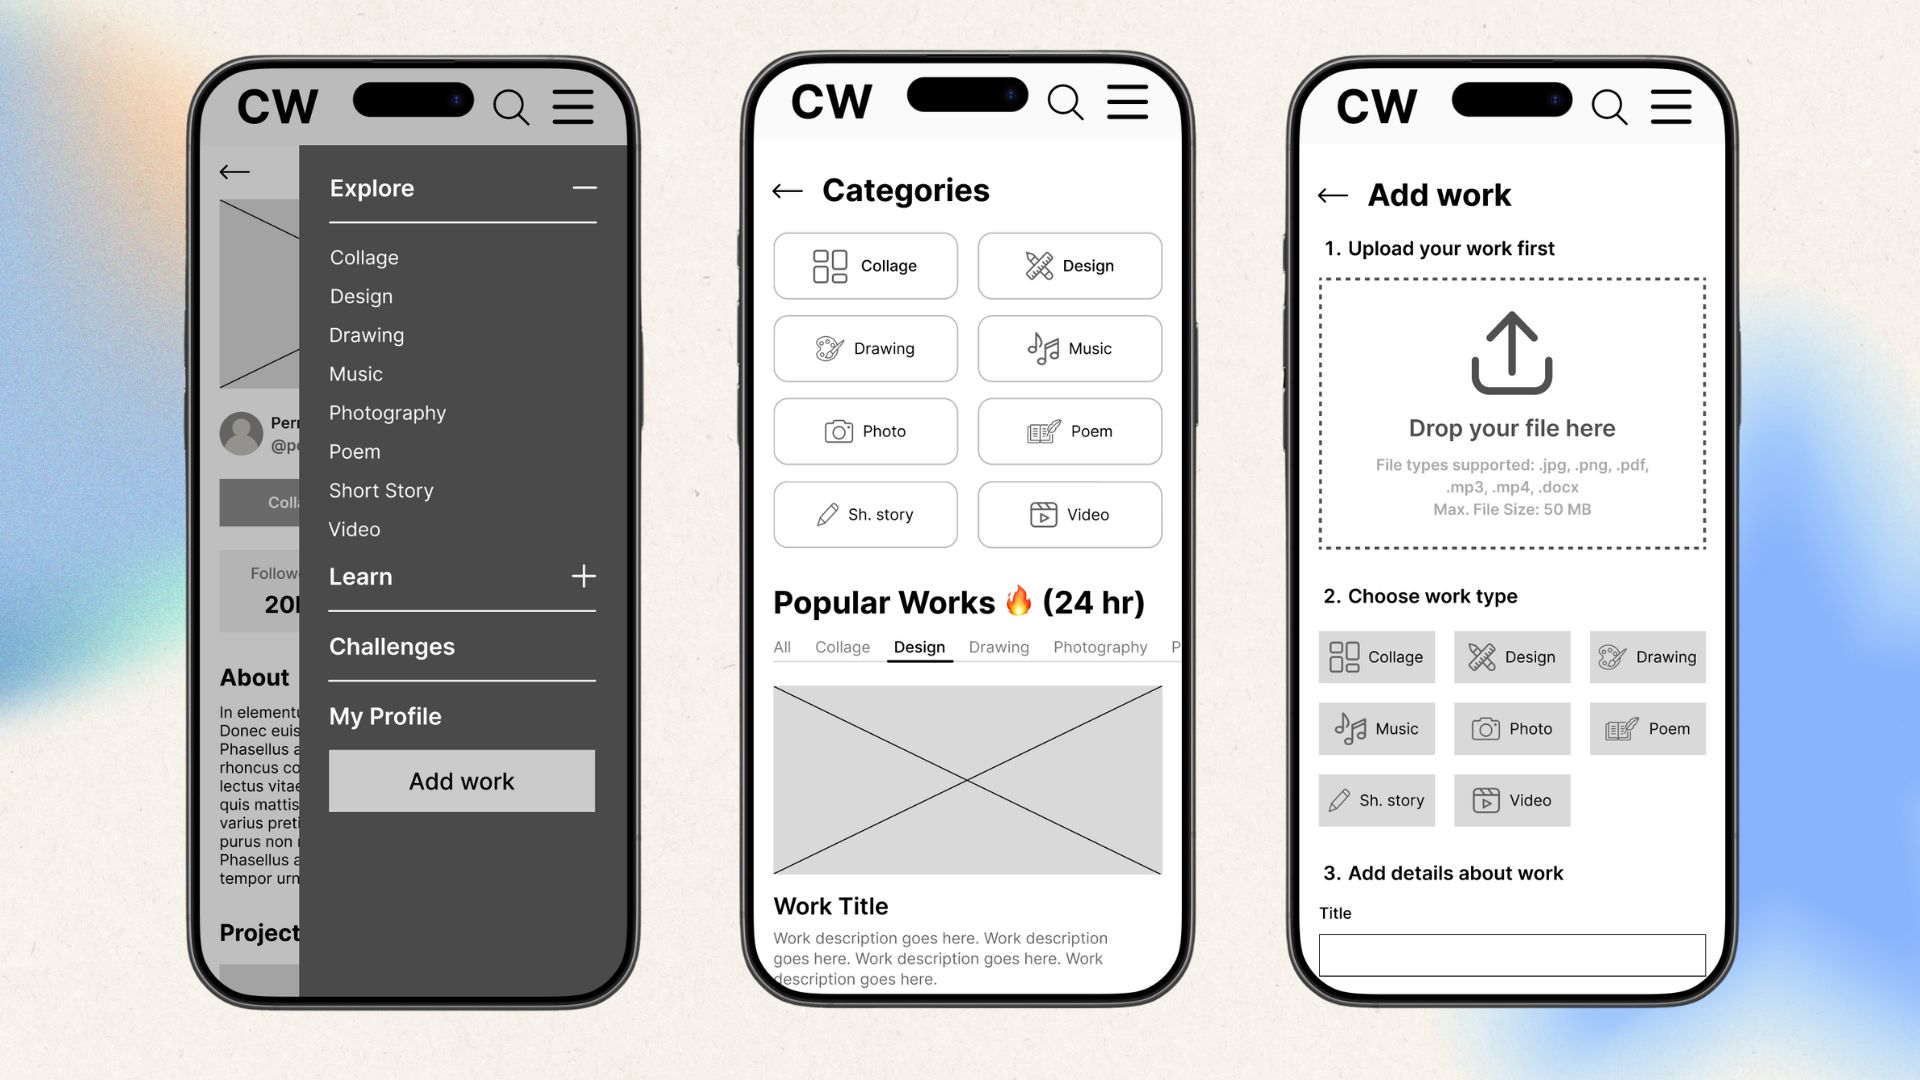 CW
Explore
Collage
Design
Drawing
Music
Photography
Poem
Short Story
Video
Learn
Challenges
My Profile
Add work
@p
Coll
Follow
20
About
In element
Donec euis
Phasellus a
rhoncus co
lectus vitae
quis mattis
varius preti
purus non
Phasellus a
tempor urn
Project
CW
Categories
Collage
Design
Drawing
Music
Photo
Poem
Sh. story
Video
Popular Works 🔥 (24 hr)
All Collage Design Drawing Photography P
Work Title
Work description goes here. Work description
goes here. Work description goes here. Work
description goes here.
CW
Add work
1. Upload your work first
Drop your file here
File types supported: .jpg, .png, .pdf,
.mp3, .mp4, .docx
Max. File Size: 50 MB
2. Choose work type
Collage
Design
Drawing
Music
Photo
Poem
Sh. story
Video
3. Add details about work
Title